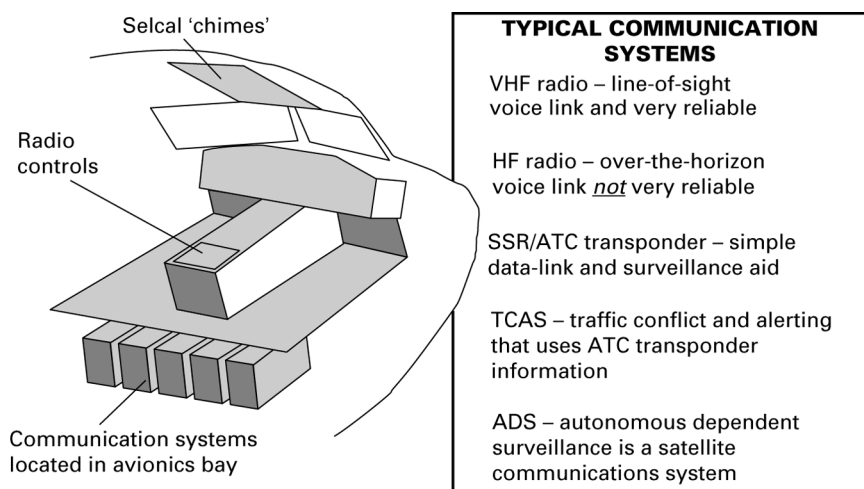 Selcal ‘chimes’
Radio
controls
Communication systems
located in avionics bay
TYPICAL COMMUNICATION
SYSTEMS
VHF radio – line-of-sight
voice link and very reliable
HF radio – over-the-horizon
voice link not very reliable
SSR/ATC transponder – simple
data-link and surveillance aid
TCAS – traffic conflict and alerting
that uses ATC transponder
information
ADS – autonomous dependent
surveillance is a satellite
communications system